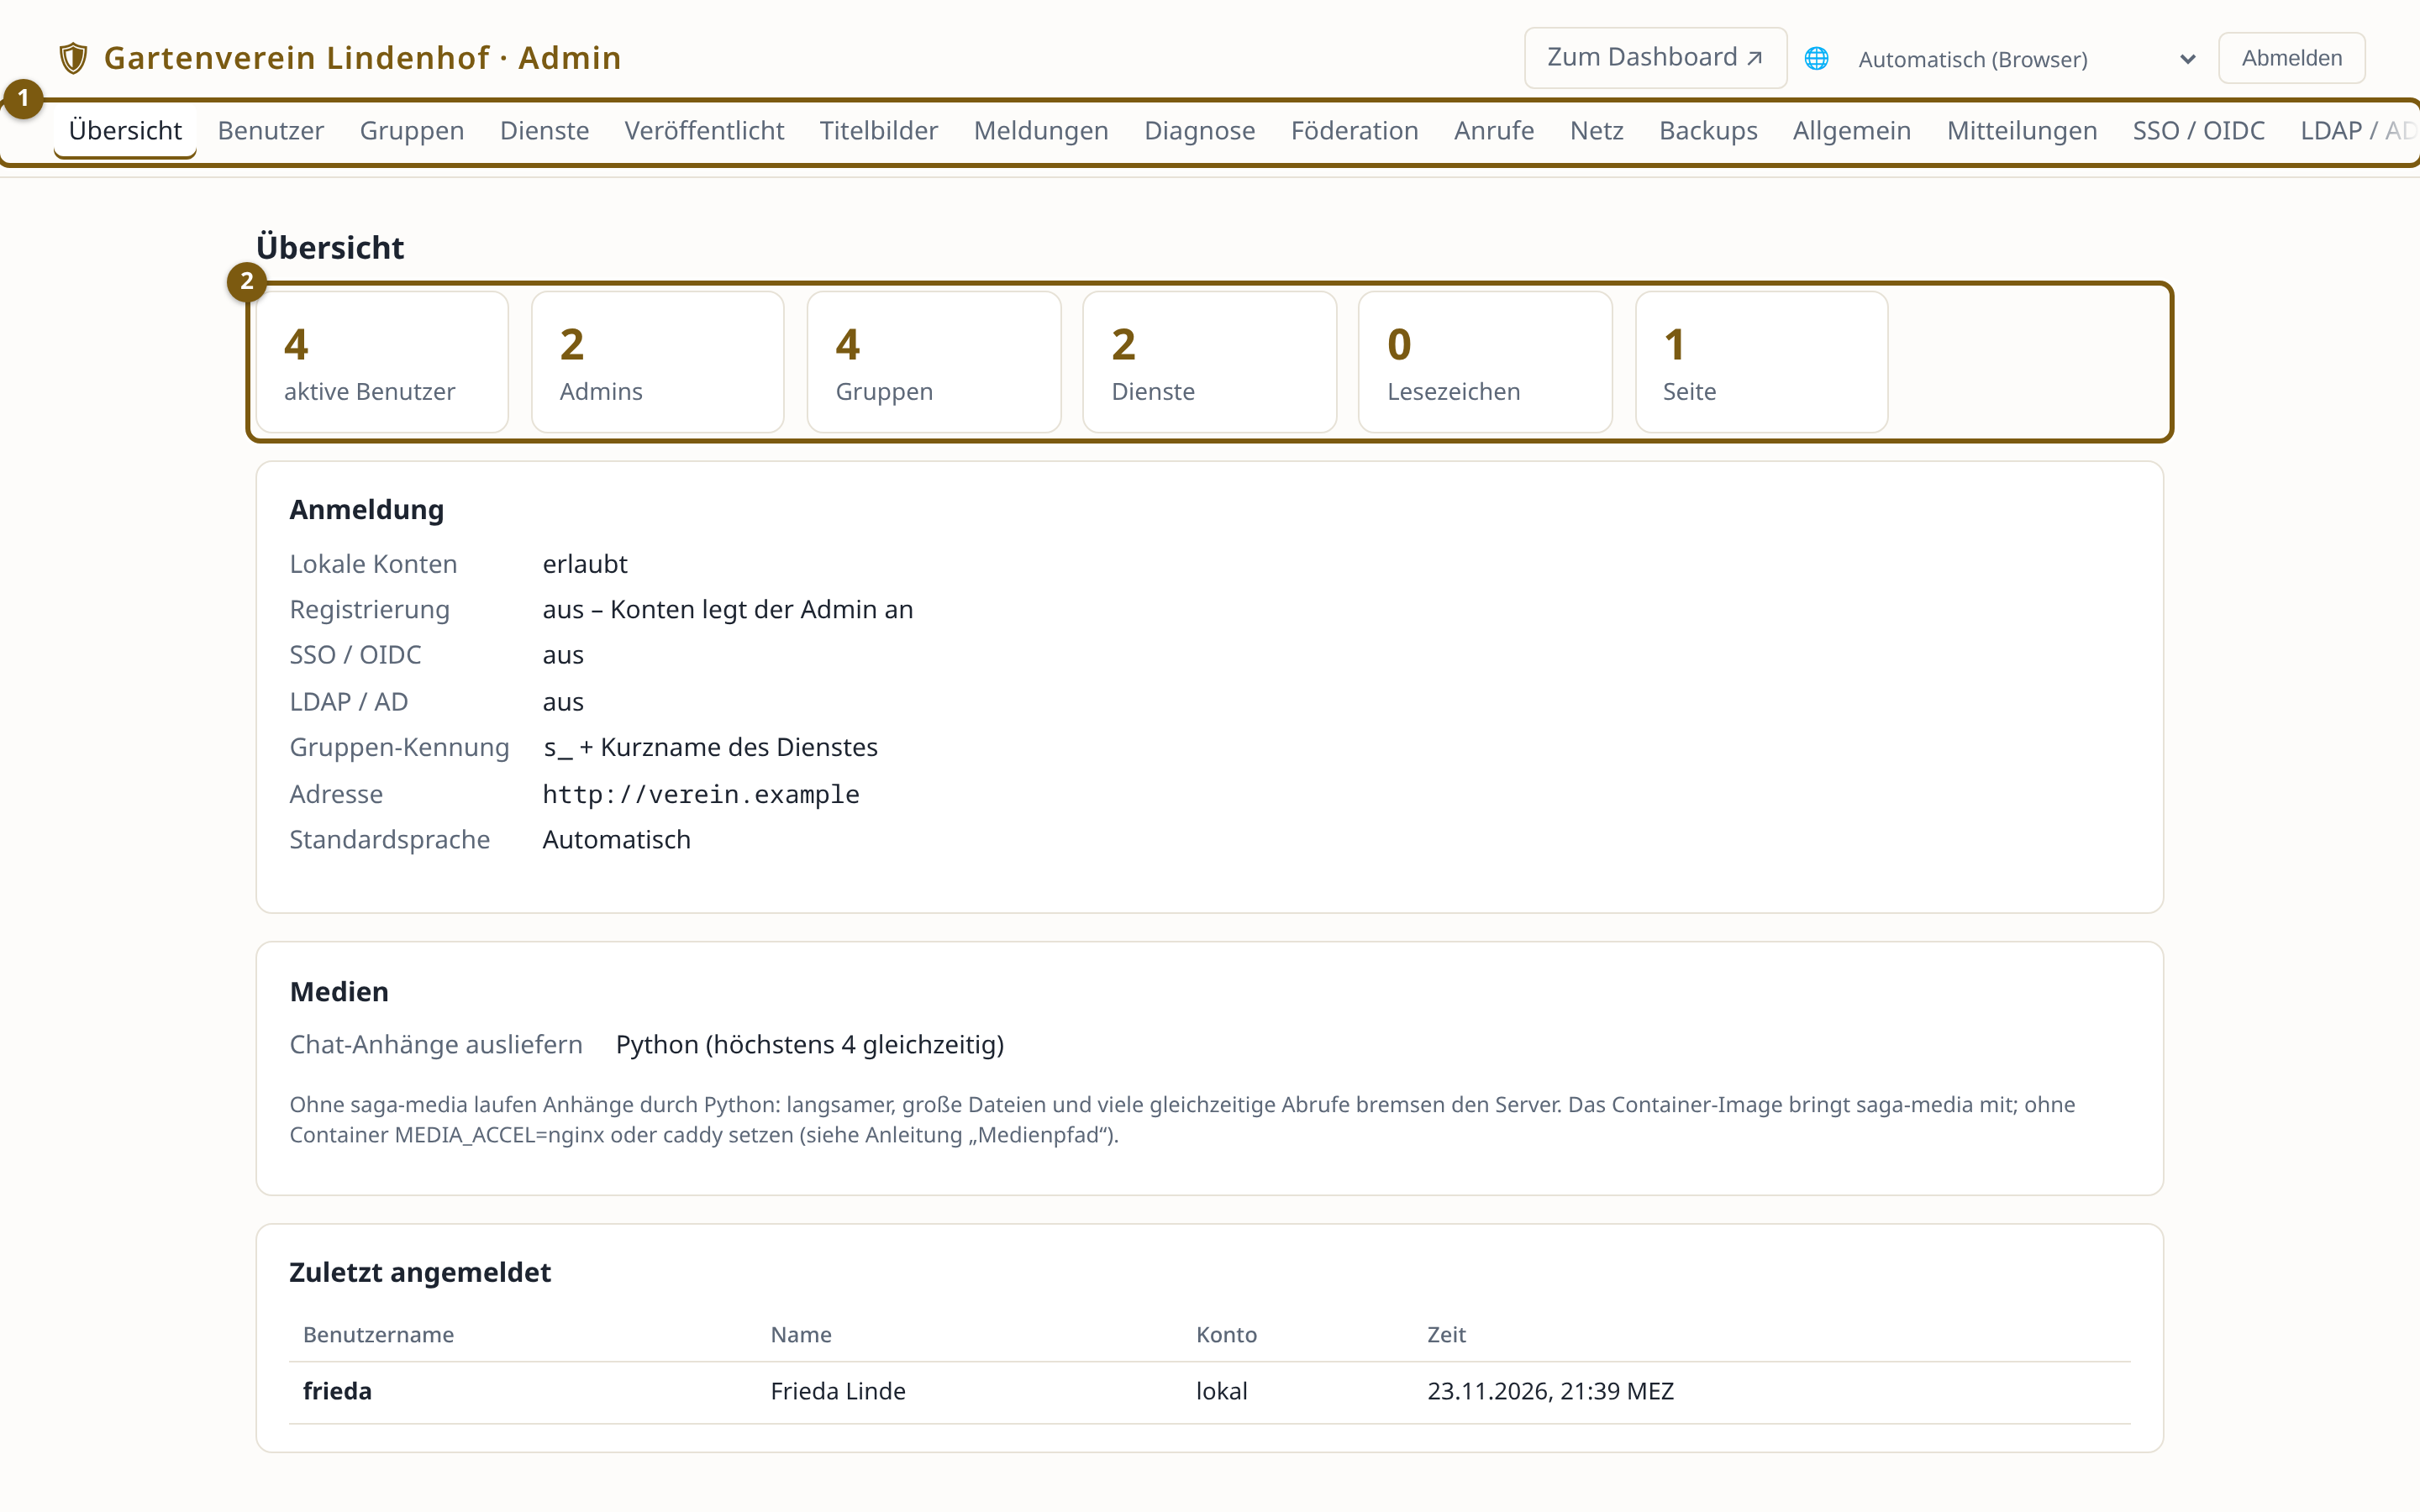 Gartenverein Lindenhof · Admin
Zum Dashboard ↗
Automatisch (Browser)
Abmelden
1
Übersicht Benutzer Gruppen Dienste Veröffentlicht Titelbilder Meldungen Diagnose Föderation Anrufe Netz Backups Allgemein Mitteilungen SSO / OIDC LDAP / AD
Übersicht
2
4 2 4 2 0 1
aktive Benutzer Admins Gruppen Dienste Lesezeichen Seite
Anmeldung
Lokale Konten erlaubt
Registrierung aus – Konten legt der Admin an
SSO / OIDC aus
LDAP / AD aus
Gruppen-Kennung s_ + Kurzname des Dienstes
Adresse http://verein.example
Standardsprache Automatisch
Medien
Chat-Anhänge ausliefern Python (höchstens 4 gleichzeitig)
Ohne saga-media laufen Anhänge durch Python: langsamer, große Dateien und viele gleichzeitige Abrufe bremsen den Server. Das Container-Image bringt saga-media mit; ohne
Container MEDIA_ACCEL=nginx oder caddy setzen (siehe Anleitung „Medienpfad“).
Zuletzt angemeldet
Benutzername Name Konto Zeit
frieda Frieda Linde lokal 23.11.2026, 21:39 MEZ